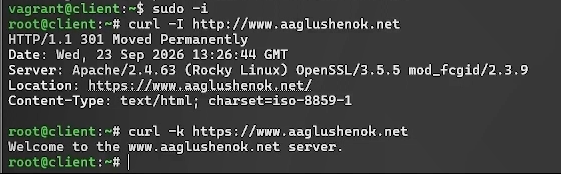 vagrant@client:~$ sudo -i
root@client:~# curl -I http://www.aaglushenok.net
HTTP/1.1 301 Moved Permanently
Date: Wed, 23 Sep 2026 13:26:44 GMT
Server: Apache/2.4.63 (Rocky Linux) OpenSSL/3.5.5 mod_fcgid/2.3.9
Location: https://www.aaglushenok.net/
Content-Type: text/html; charset=iso-8859-1

root@client:~# curl -k https://www.aaglushenok.net
Welcome to the www.aaglushenok.net server.
root@client:~#